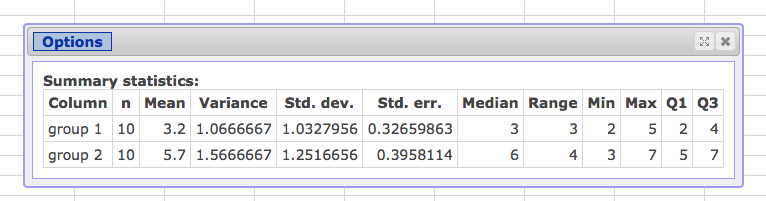 Options
Summary statistics:
Column n Mean Variance Std. dev. Std. err. Median Range Min Max Q1 Q3
group 1 10 3.2 1.0666667 1.0327956 0.32659863 3 3 2 5 2 4
group 2 10 5.7 1.5666667 1.2516656 0.3958114 6 4 3 7 5 7